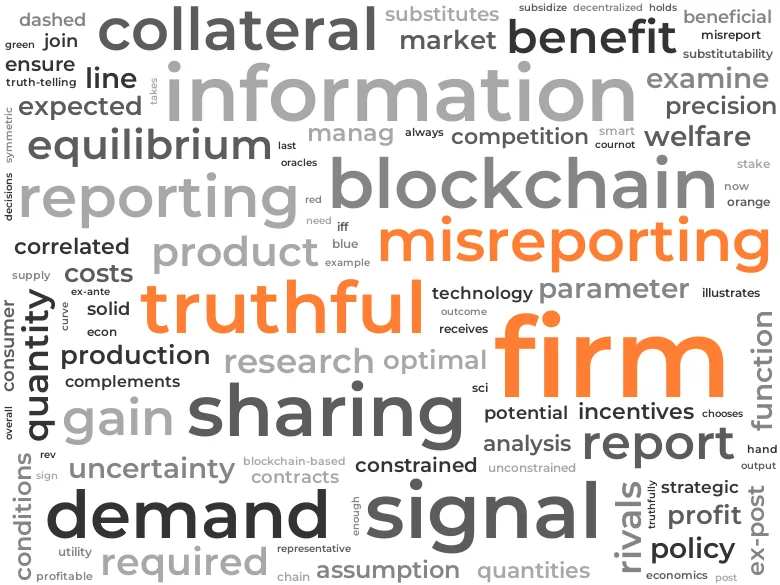 dashed
collateral
substitutes
subsidize
decentralized
holds
beneficial
green
join
market
benefit
misreport
substitutability
ensure
truth-telling
line
takes
information
examine
expected
precision
symmetric
equilibrium
last
manag
always
competition
smart
cournot
welfare
oracles
blockchain
stake
decisions
reporting
red
now
orange
need
iff
misreporting
correlated
product
blue
example
supply
costs
ex-ante
technology
parameter
illustrates
consumer
quantity
curve
solid
truthful
outcome
receives
firm
function
econ
production
research
optimal
complements
sci
overall
gain
sharing
potential
incentives
chooses
analysis
report
hand
rev
sign
uncertainty
blockchain-based
contracts
constrained
unconstrained
output
conditions
demand
enough
signal
rivals
truthfully
strategic
profit
ex-post
utility
required
representative
policy
profitable
chain
assumption
quantities
economics
post